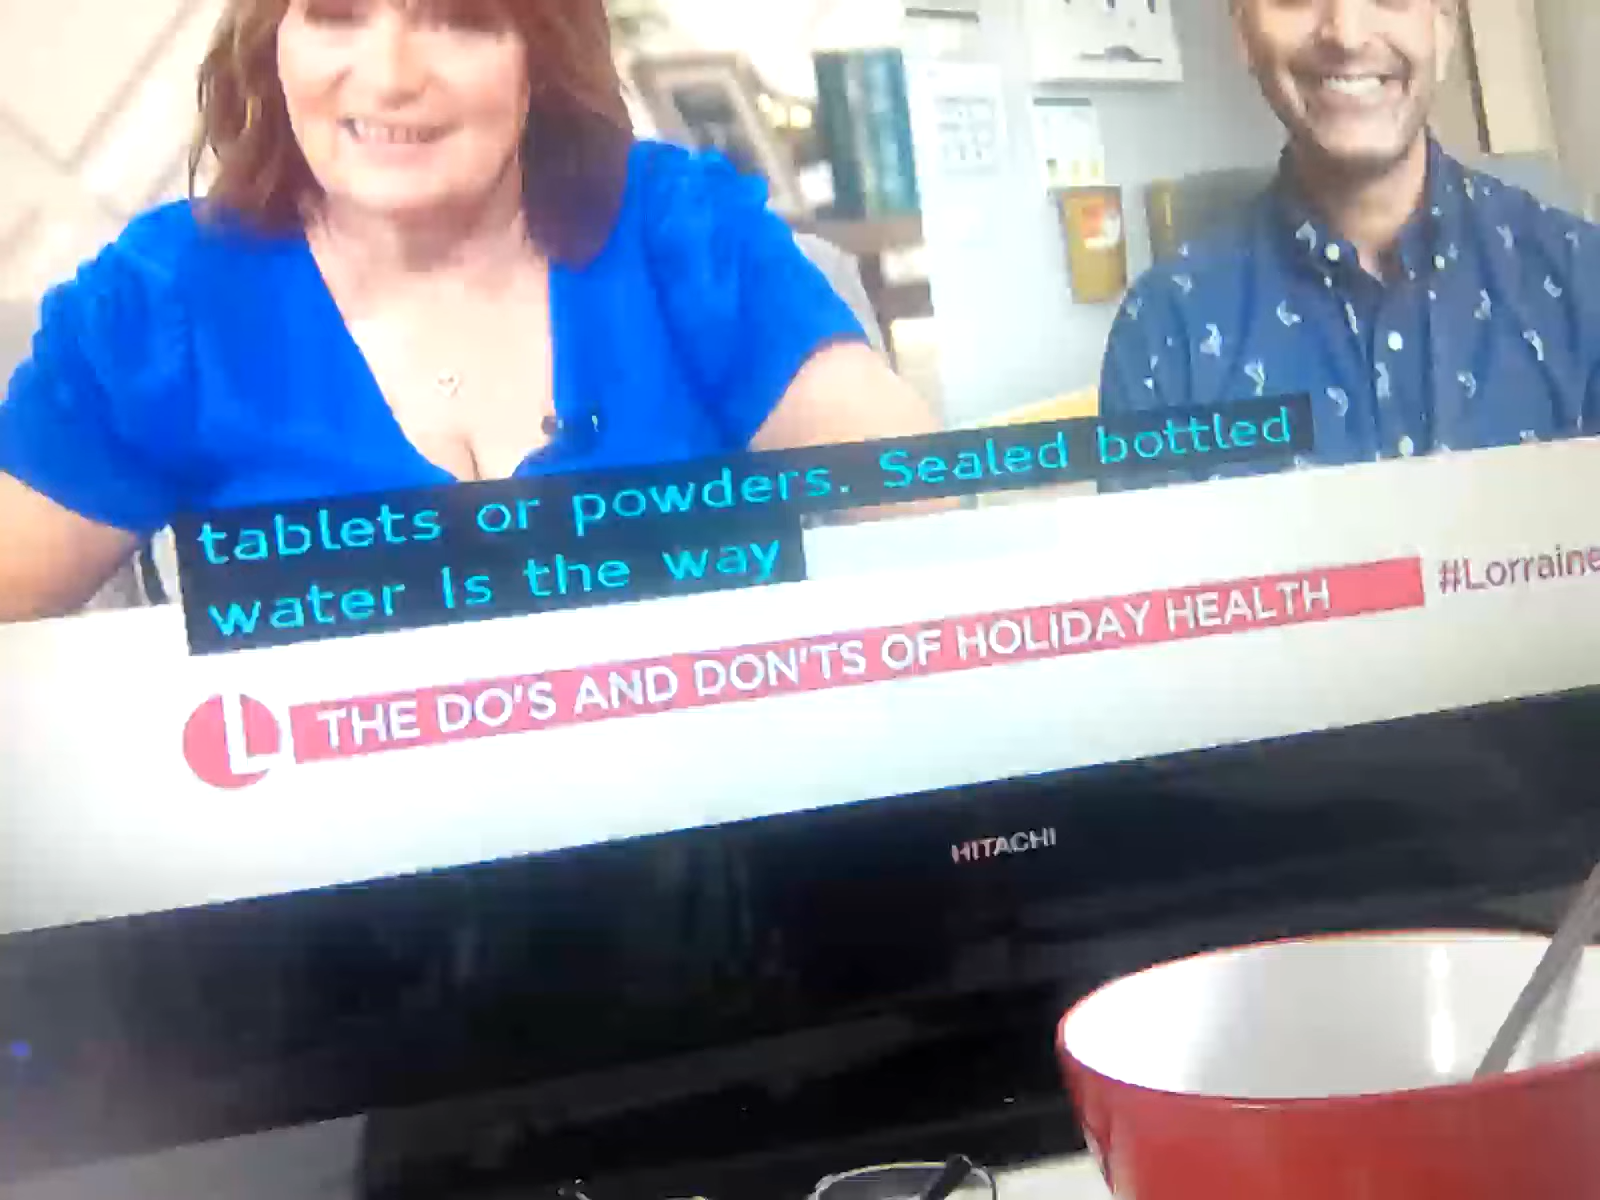 tablets or powders. Sealed bottled
water Is the way
#Lorraine
L THE DO'S AND DON'TS OF HOLIDAY HEALTH
HITACHI